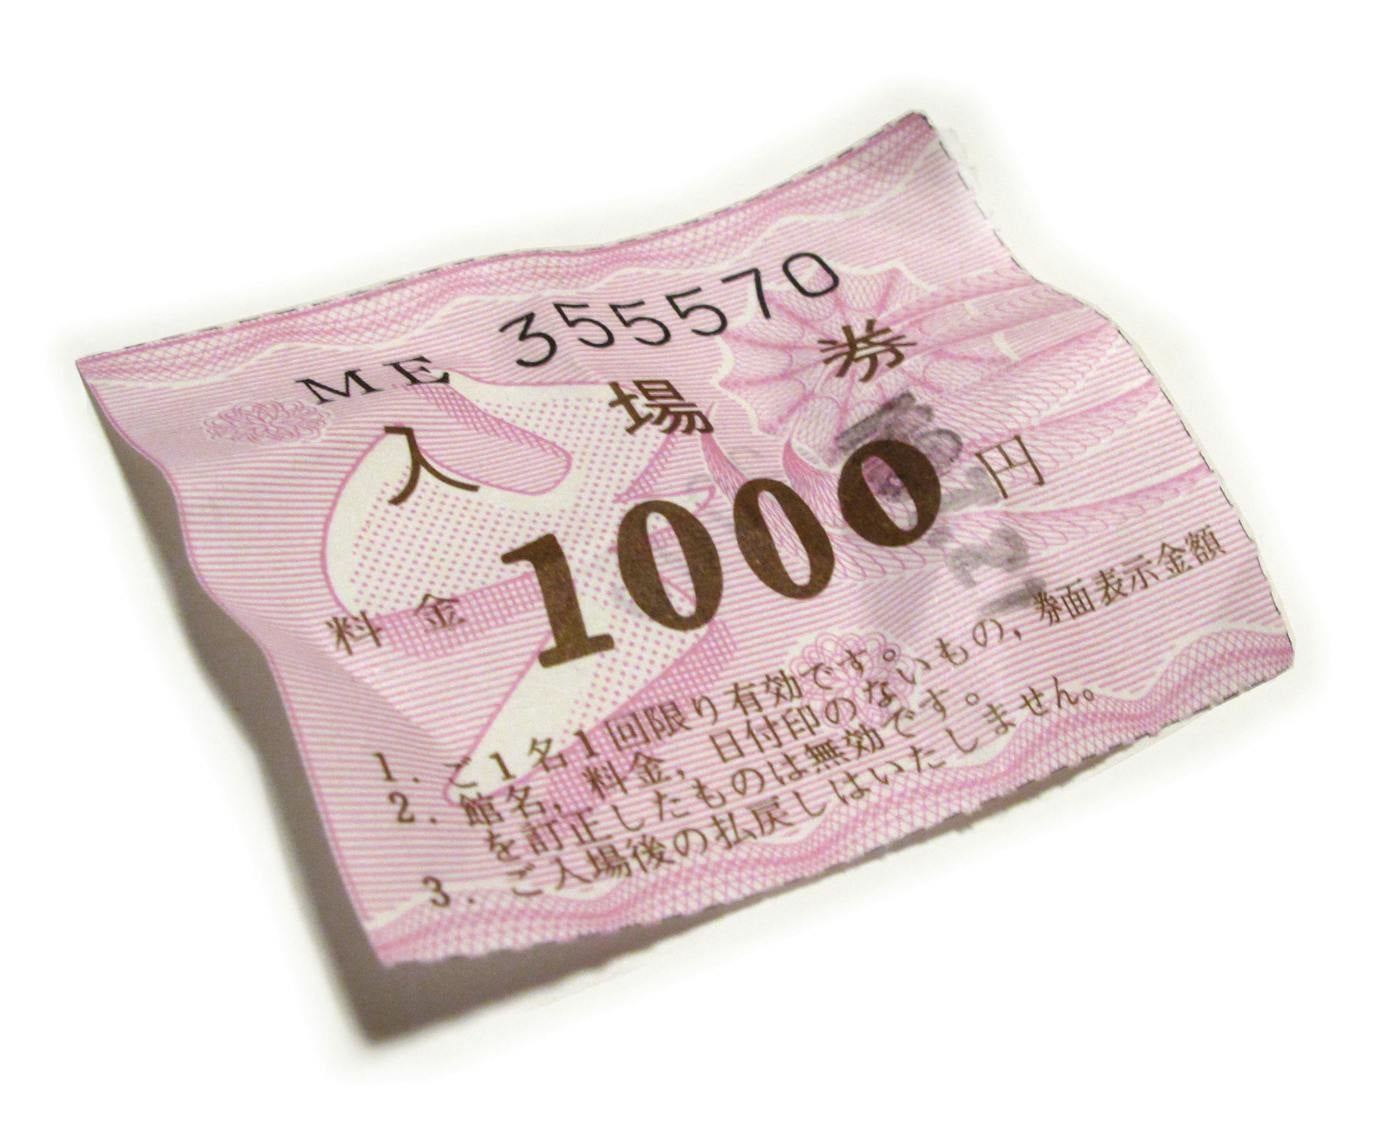 ME 355570
入場券
料金 1000円
1. ご1名1回限り有効です。
2. 館名，料金，日付印のないもの，券面表示金額
を訂正したものは無効です。
3. ご入場後の払戻しはいたしません。